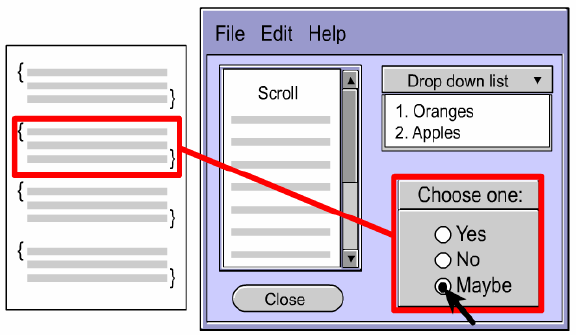 File Edit Help
{
}
{
}
{
}
{
}
Scroll
Drop down list
1. Oranges
2. Apples
Choose one:
Yes
No
Maybe
Close